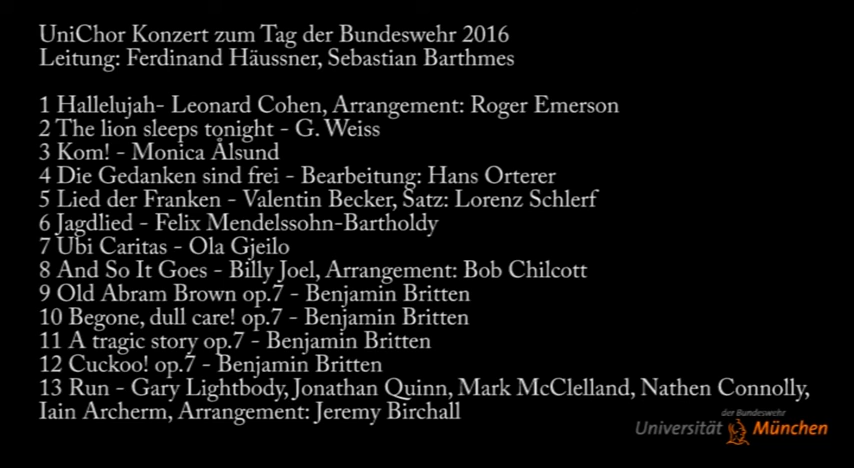 UniChor Konzert zum Tag der Bundeswehr 2016
Leitung: Ferdinand Häussner, Sebastian Barthmes
1 Hallelujah- Leonard Cohen, Arrangement: Roger Emerson
2 The lion sleeps tonight - G. Weiss
3 Kom! - Monica Ålsund
4 Die Gedanken sind frei - Bearbeitung: Hans Orterer
5 Lied der Franken - Valentin Becker, Satz: Lorenz Schlerf
6 Jagdlied - Felix Mendelssohn-Bartholdy
7 Ubi Caritas - Ola Gjeilo
8 And So It Goes - Billy Joel, Arrangement: Bob Chilcott
9 Old Abram Brown op.7 - Benjamin Britten
10 Begone, dull care! op.7 - Benjamin Britten
11 A tragic story op.7 - Benjamin Britten
12 Cuckoo! op.7 - Benjamin Britten
13 Run - Gary Lightbody, Jonathan Quinn, Mark McClelland, Nathen Connolly,
Iain Archerm, Arrangement: Jeremy Birchall
der Bundeswehr
Universität München